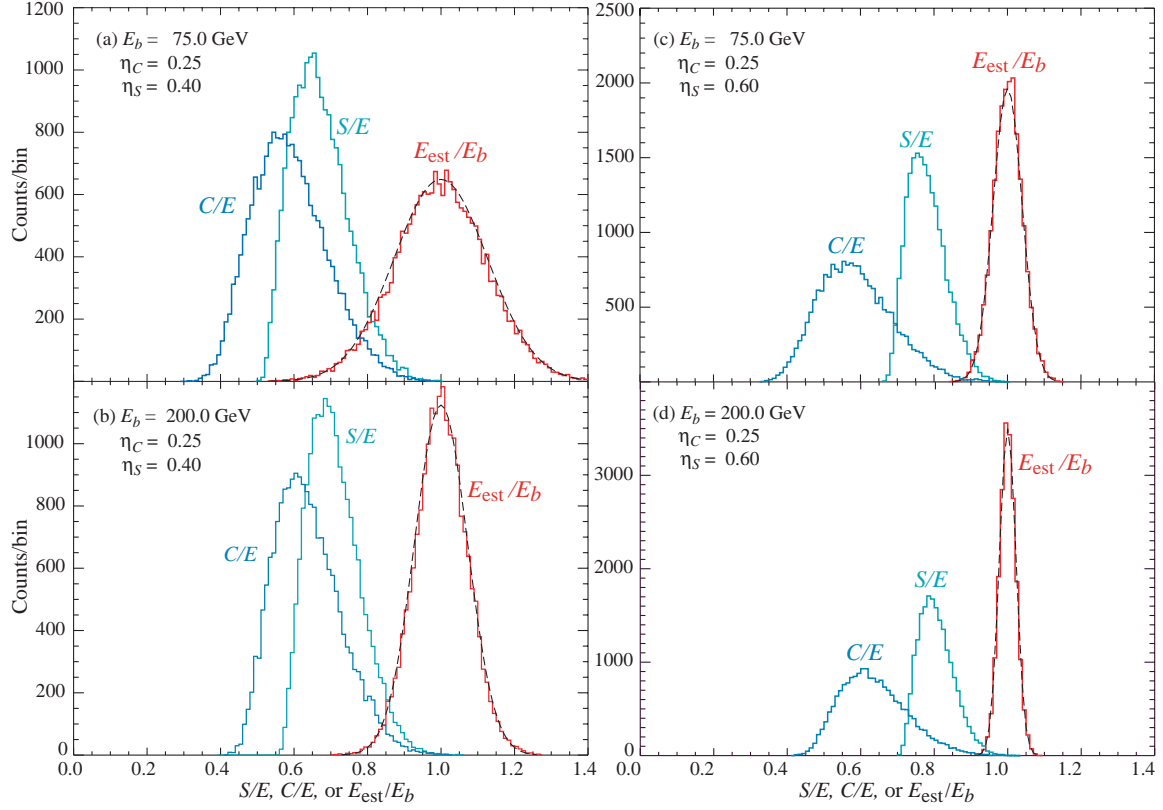 1200
1000
800
600
400
200
Counts/bin
(a) E_b = 75.0 GeV
η_C = 0.25
η_S = 0.40
C/E
S/E
E_est/E_b
2500
2000
1500
1000
500
(c) E_b = 75.0 GeV
η_C = 0.25
η_S = 0.60
C/E
S/E
E_est/E_b
1000
800
600
400
200
0
Counts/bin
(b) E_b = 200.0 GeV
η_C = 0.25
η_S = 0.40
C/E
S/E
E_est/E_b
0.0 0.2 0.4 0.6 0.8 1.0 1.2 1.4
3000
2000
1000
0
(d) E_b = 200.0 GeV
η_C = 0.25
η_S = 0.60
C/E
S/E
E_est/E_b
0.0 0.2 0.4 0.6 0.8 1.0 1.2 1.4
S/E, C/E, or E_est/E_b